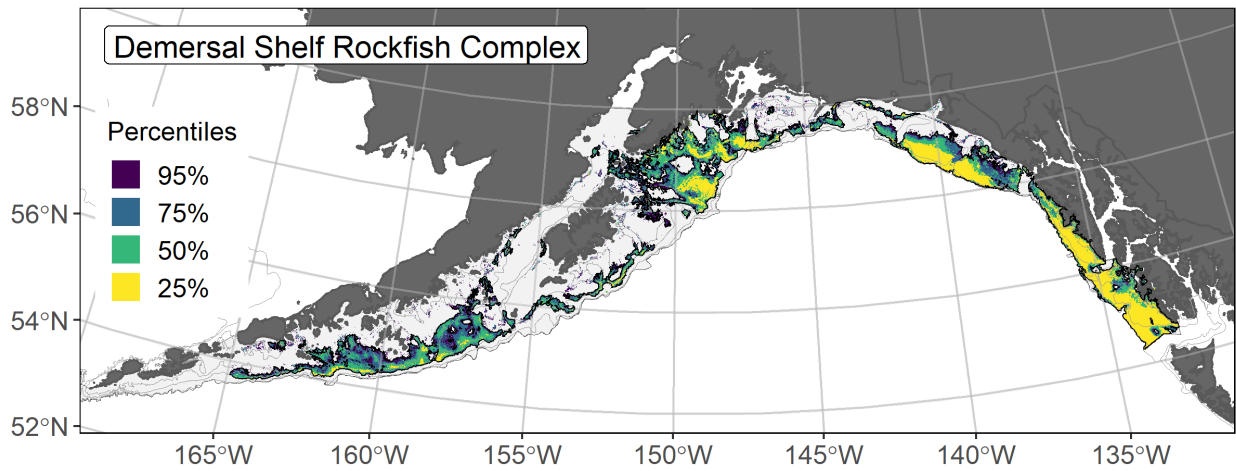 Demersal Shelf Rockfish Complex
58°N
Percentiles
95%
75%
56°N
50%
25%
54°N
52°N
165°W 160°W 155°W 150°W 145°W 140°W 135°W